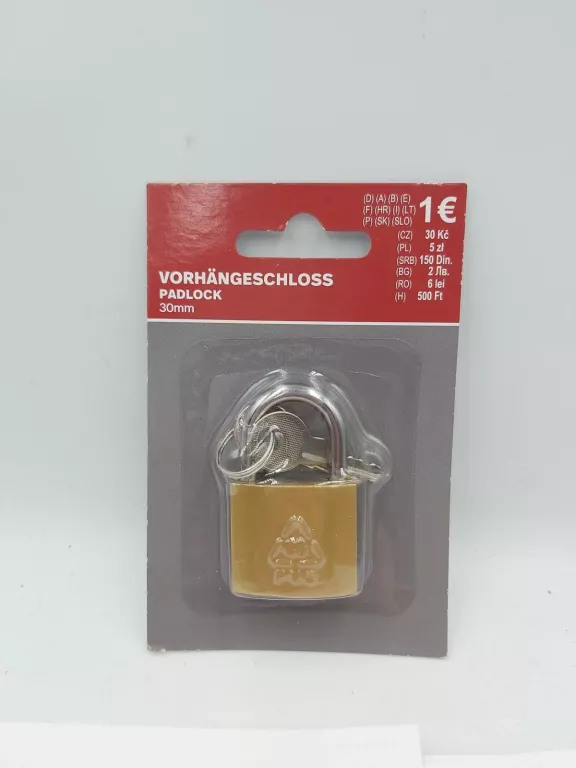 (D) (A) (B) (E)
(F) (HR) (I) (LT)
(P) (SK) (SLO)
1€
(CZ) 30 Kč
(PL) 5 zł
(SRB) 150 Din.
(BG) 2 Лв.
(RO) 6 lei
(H) 500 Ft
VORHÄNGESCHLOSS
PADLOCK
30mm